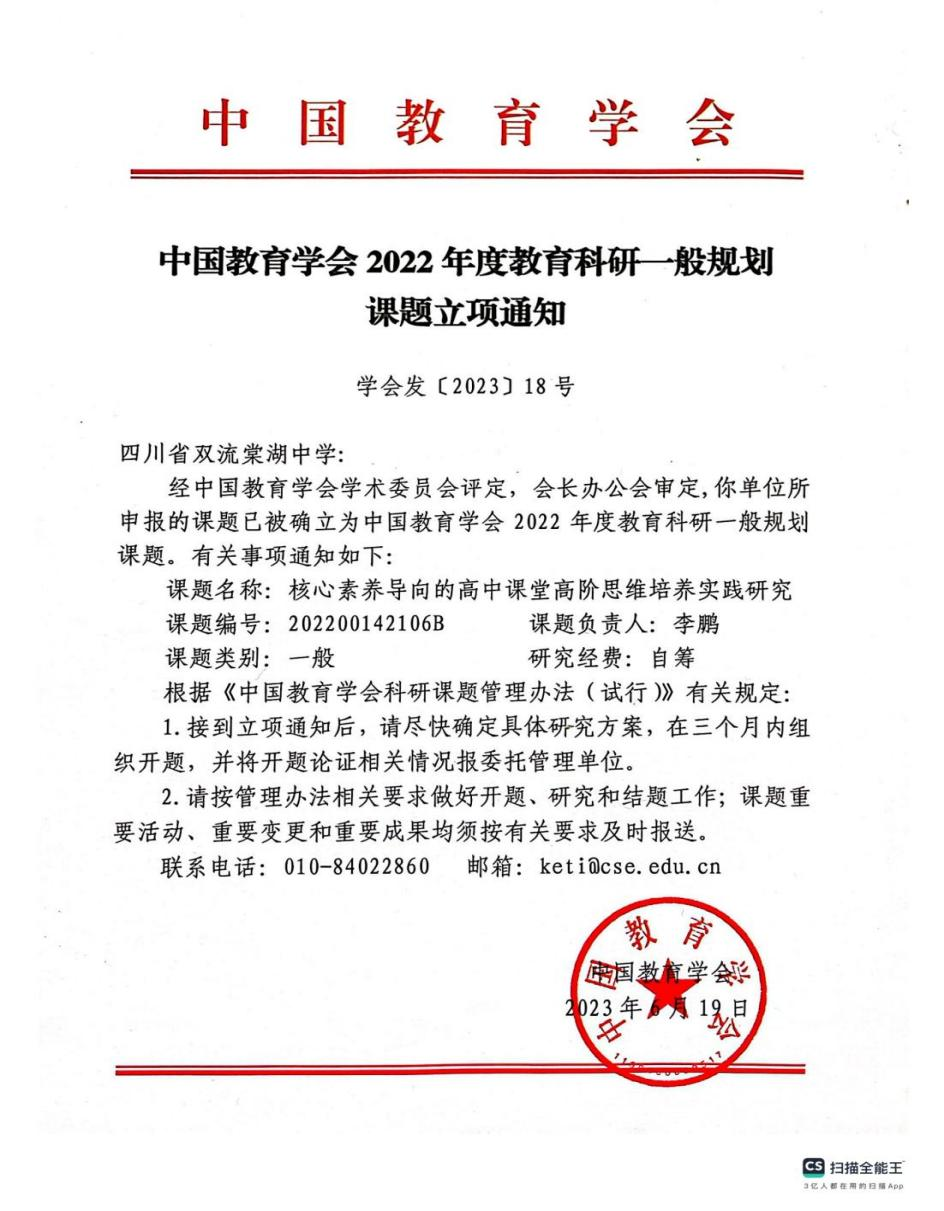 中国教育学会
中国教育学会 2022 年度教育科研一般规划
课题立项通知
学会发〔2023〕18 号
四川省双流棠湖中学:
经中国教育学会学术委员会评定，会长办公会审定,你单位所
申报的课题已被确立为中国教育学会 2022 年度教育科研一般规划
课题。有关事项通知如下:
课题名称: 核心素养导向的高中课堂高阶思维培养实践研究
课题编号: 202200142106B 课题负责人: 李鹏
课题类别: 一般 研究经费: 自筹
根据《中国教育学会科研课题管理办法（试行）》有关规定:
1.接到立项通知后，请尽快确定具体研究方案，在三个月内组
织开题，并将开题论证相关情况报委托管理单位。
2.请按管理办法相关要求做好开题、研究和结题工作；课题重
要活动、重要变更和重要成果均须按有关要求及时报送。
联系电话: 010-84022860 邮箱: keti@cse.edu.cn
中国教育学会
2023 年 6 月 19 日
中国教育学会
CS 扫描全能王
3亿人都在用的扫描App